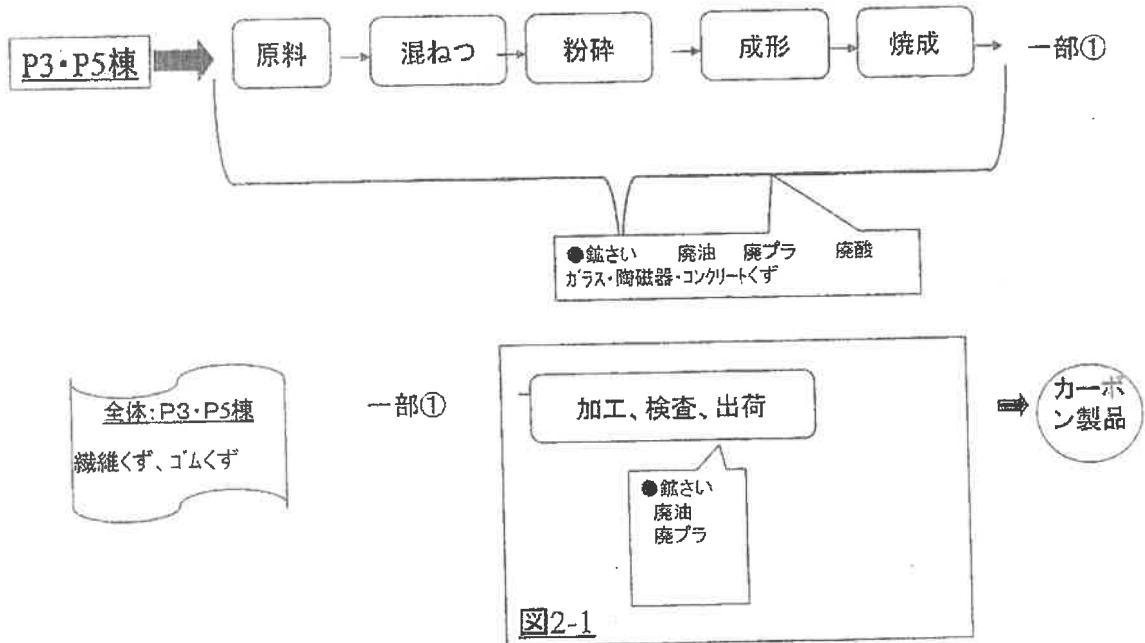 P3・P5棟
原料
混ねつ
粉砕
成形
焼成
一部①
●鉱さい 廃油 廃プラ 廃酸
ガラス・陶磁器・コンクリートくず
全体:P3・P5棟
繊維くず、ゴムくず
一部①
加工、検査、出荷
●鉱さい
廃油
廃プラ
カーボ
ン製品
図2-1